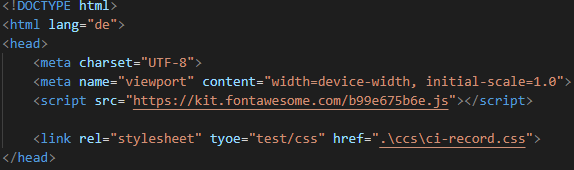 <!DOCTYPE html>
<html lang="de">
<head>
    <meta charset="UTF-8">
    <meta name="viewport" content="width=device-width, initial-scale=1.0">
    <script src="https://kit.fontawesome.com/b99e675b6e.js"></script>

    <link rel="stylesheet" tyoe="test/css" href=".\ccs\ci-record.css">
</head>